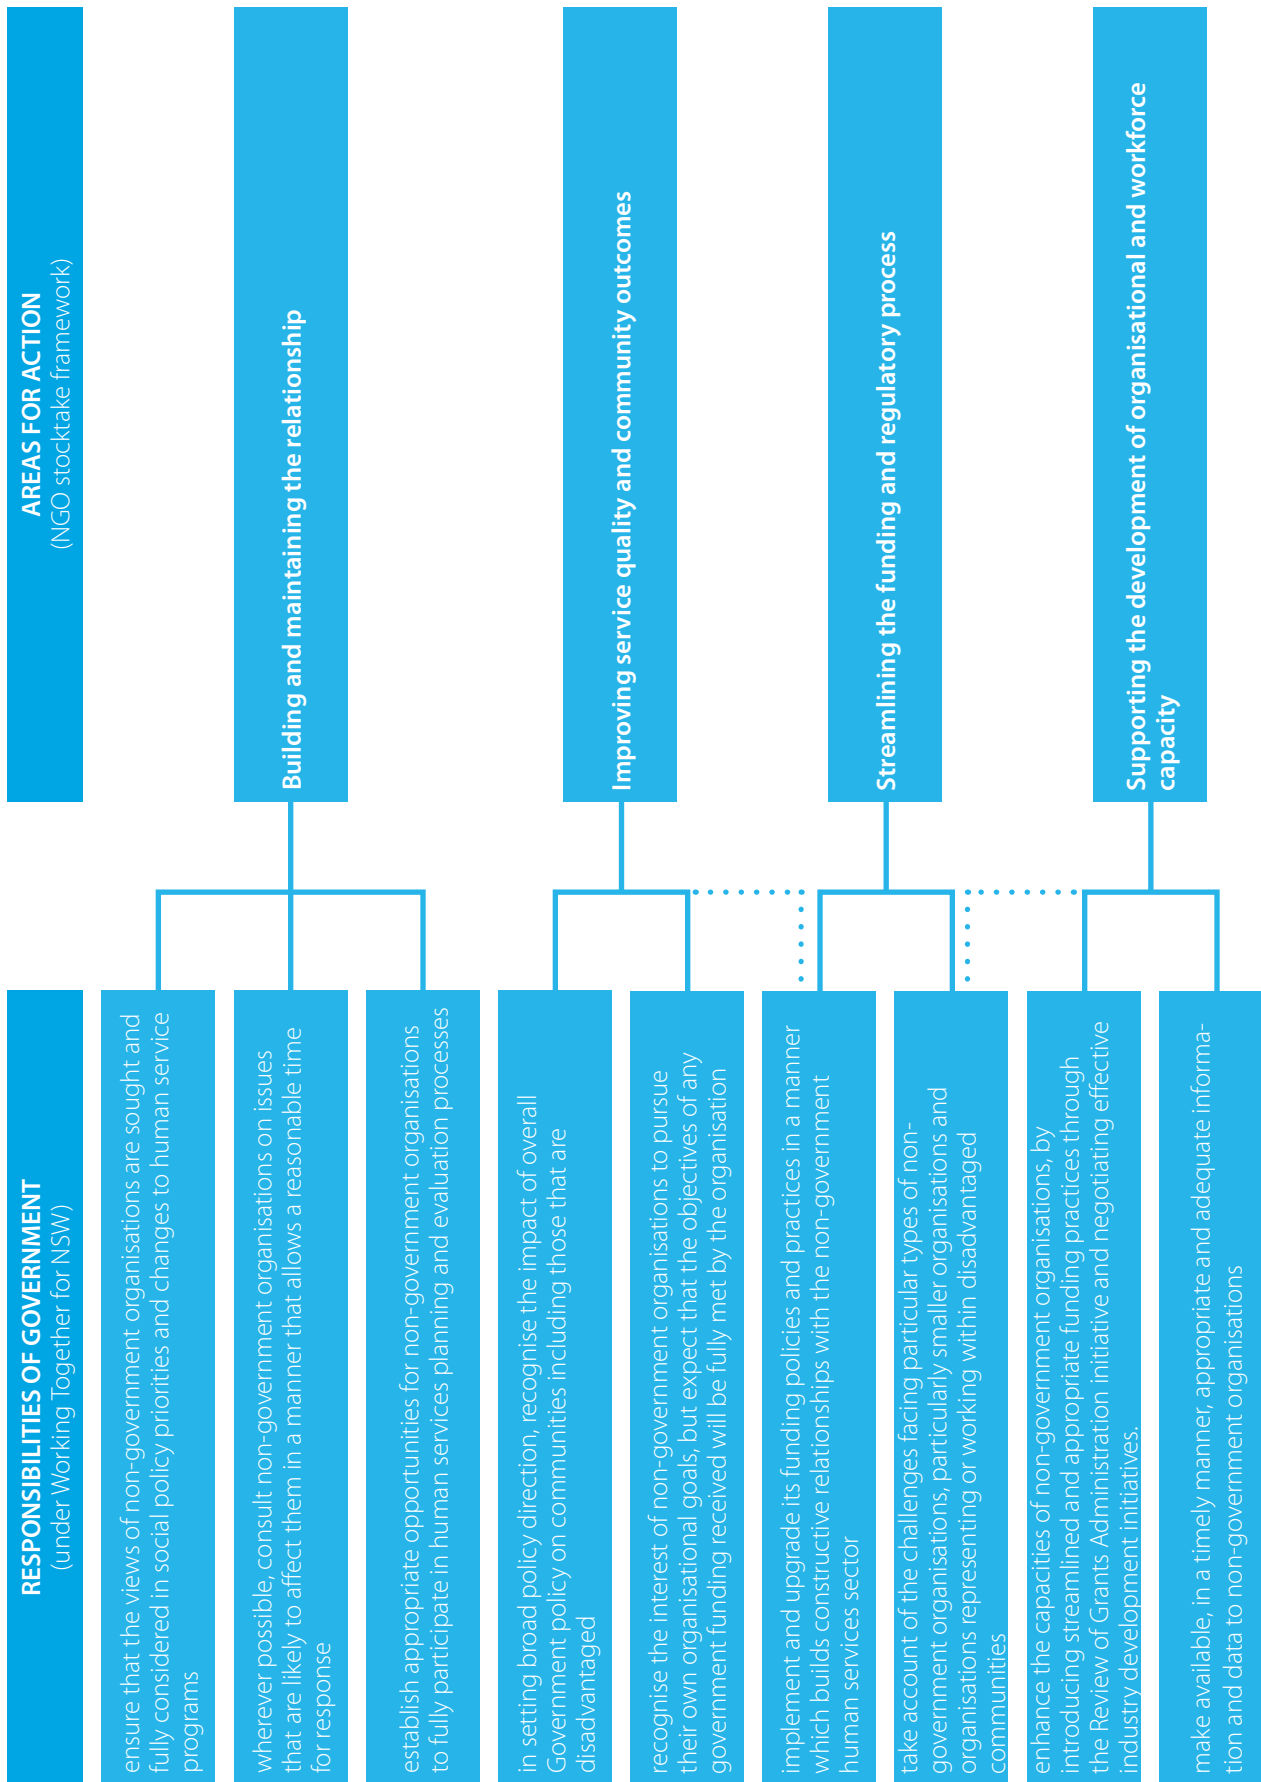 RESPONSIBILITIES OF GOVERNMENT
(under Working Together for NSW)
AREAS FOR ACTION
(NGO stocktake framework)
ensure that the views of non-government organisations are sought and
fully considered in social policy priorities and changes to human service
programs
wherever possible, consult non-government organisations on issues
that are likely to affect them in a manner that allows a reasonable time
for response
establish appropriate opportunities for non-government organisations
to fully participate in human services planning and evaluation processes
Building and maintaining the relationship
in setting broad policy direction, recognise the impact of overall
Government policy on communities including those that are
disadvantaged
recognise the interest of non-government organisations to pursue
their own organisational goals, but expect that the objectives of any
government funding received will be fully met by the organisation
Improving service quality and community outcomes
implement and upgrade its funding policies and practices in a manner
which builds constructive relationships with the non-government
human services sector
take account of the challenges facing particular types of non-
government organisations, particularly smaller organisations and
organisations representing or working within disadvantaged
communities
Streamlining the funding and regulatory process
enhance the capacities of non-government organisations, by
introducing streamlined and appropriate funding practices through
the Review of Grants Administration initiative and negotiating effective
industry development initiatives.
make available, in a timely manner, appropriate and adequate informa-
tion and data to non-government organisations
Supporting the development of organisational and workforce
capacity